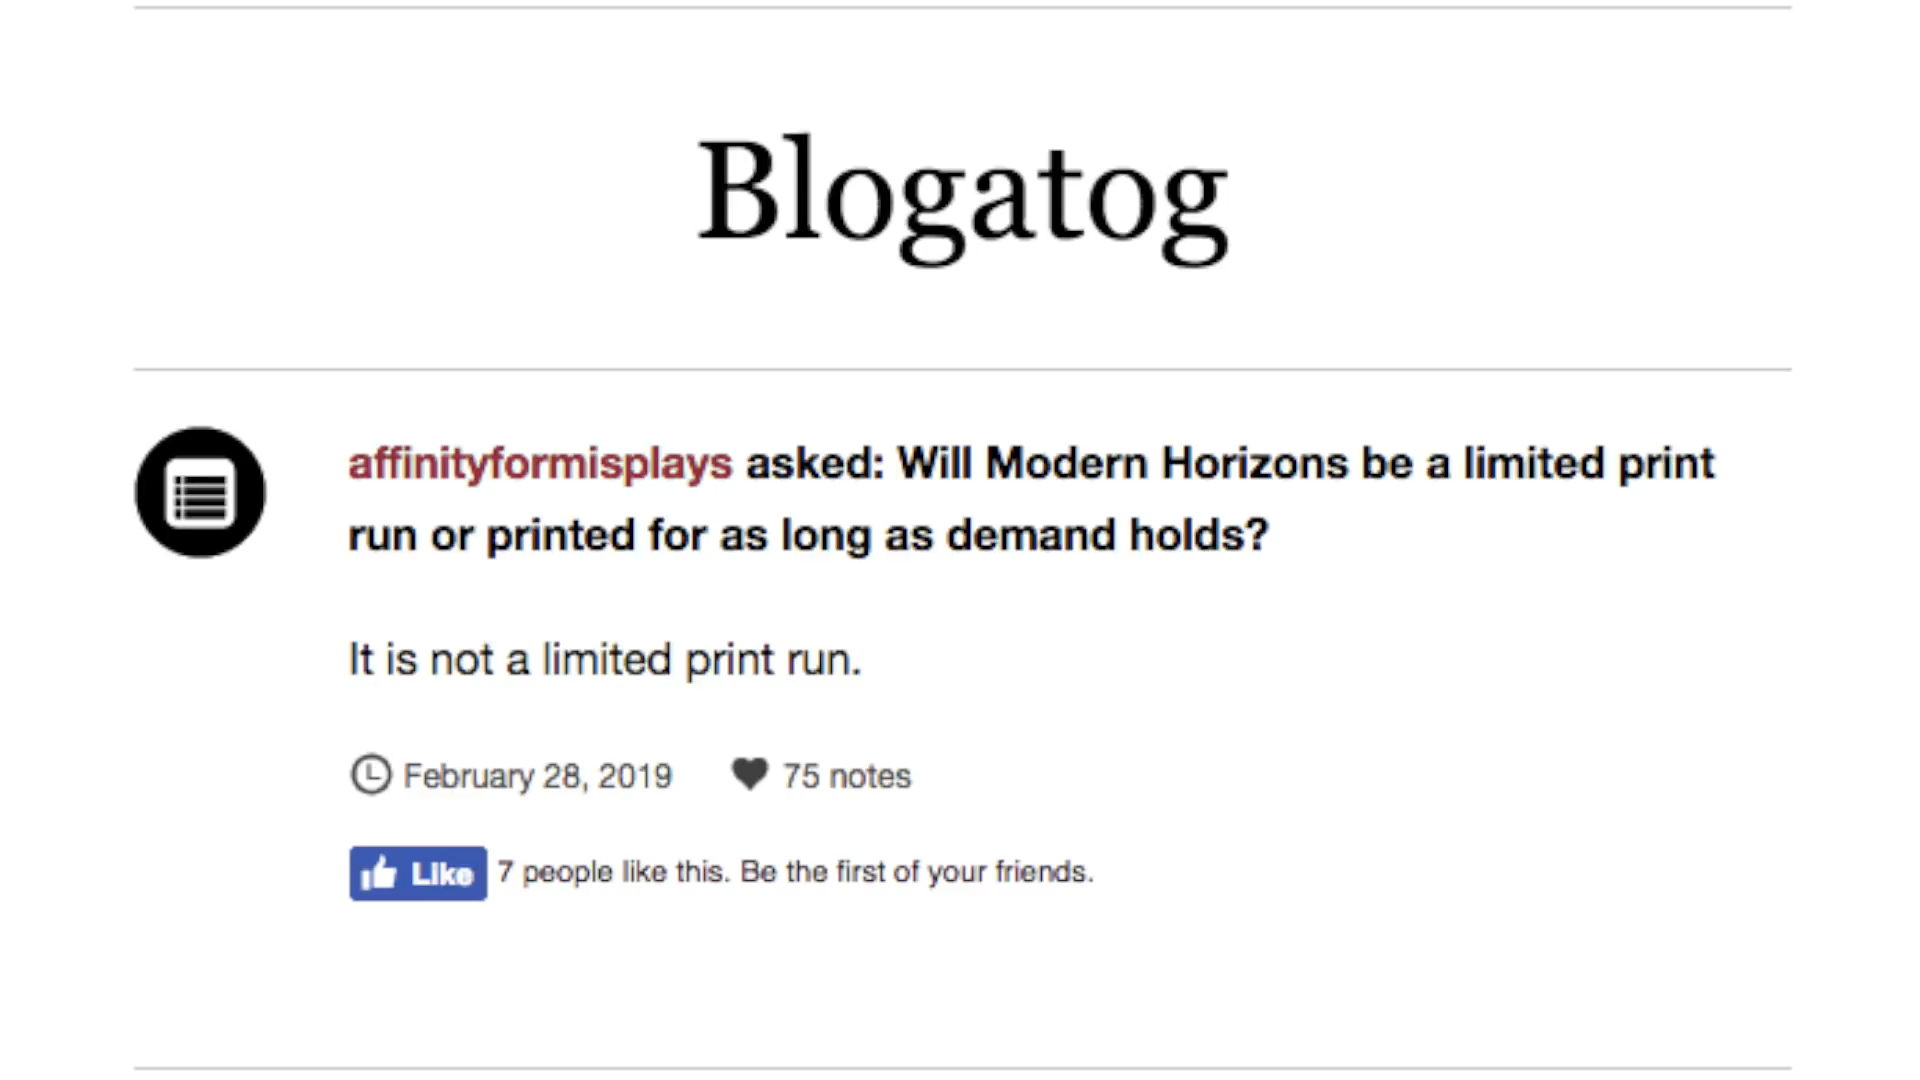 Blogatog
affinityformisplays asked: Will Modern Horizons be a limited print
run or printed for as long as demand holds?
It is not a limited print run.
February 28, 2019 75 notes
Like 7 people like this. Be the first of your friends.